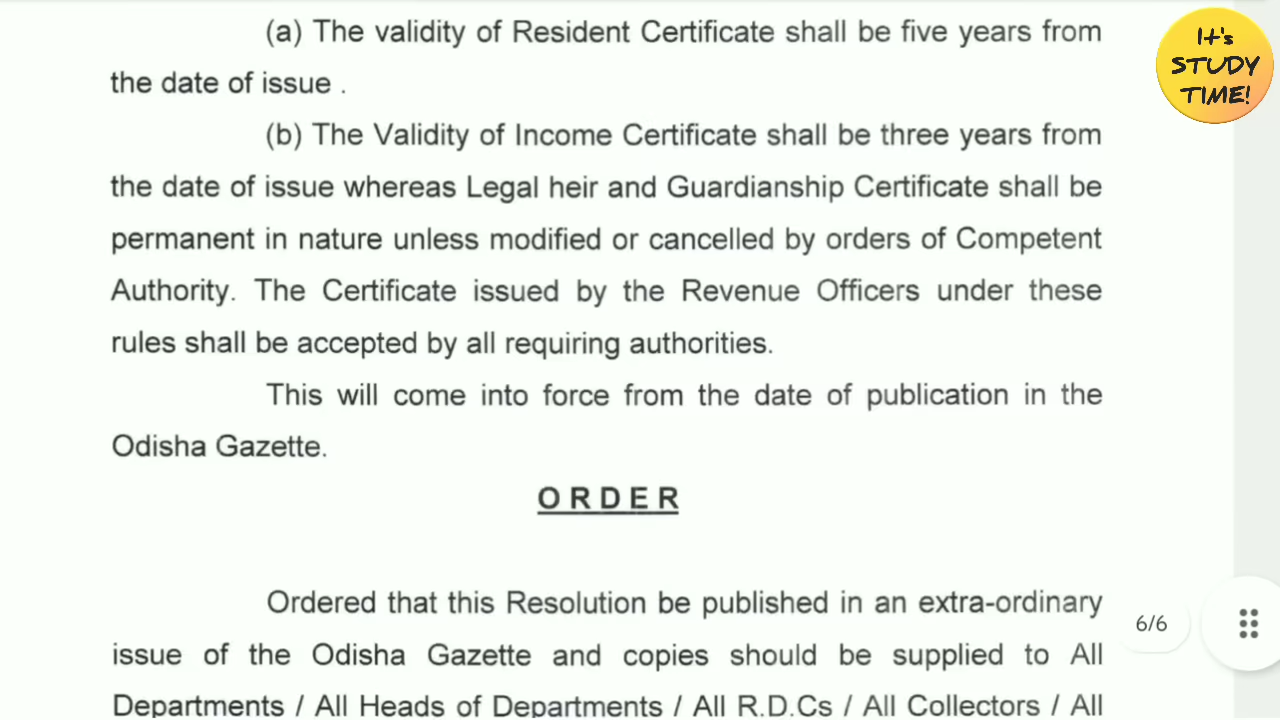 (a) The validity of Resident Certificate shall be five years from
the date of issue .
(b) The Validity of Income Certificate shall be three years from
the date of issue whereas Legal heir and Guardianship Certificate shall be
permanent in nature unless modified or cancelled by orders of Competent
Authority. The Certificate issued by the Revenue Officers under these
rules shall be accepted by all requiring authorities.
This will come into force from the date of publication in the
Odisha Gazette.
ORDER
Ordered that this Resolution be published in an extra-ordinary
issue of the Odisha Gazette and copies should be supplied to All
Departments / All Heads of Departments / All R.D.Cs / All Collectors / All
It's
STUDY
TIME!
6/6